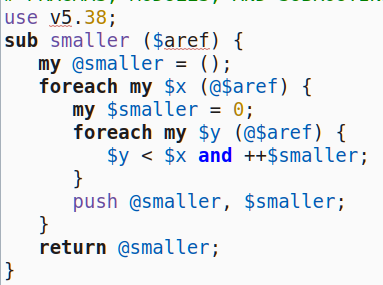 use v5.38;
sub smaller ($aref) {
   my @smaller = ();
   foreach my $x (@$aref) {
      my $smaller = 0;
      foreach my $y (@$aref) {
         $y < $x and ++$smaller;
      }
      push @smaller, $smaller;
   }
   return @smaller;
}